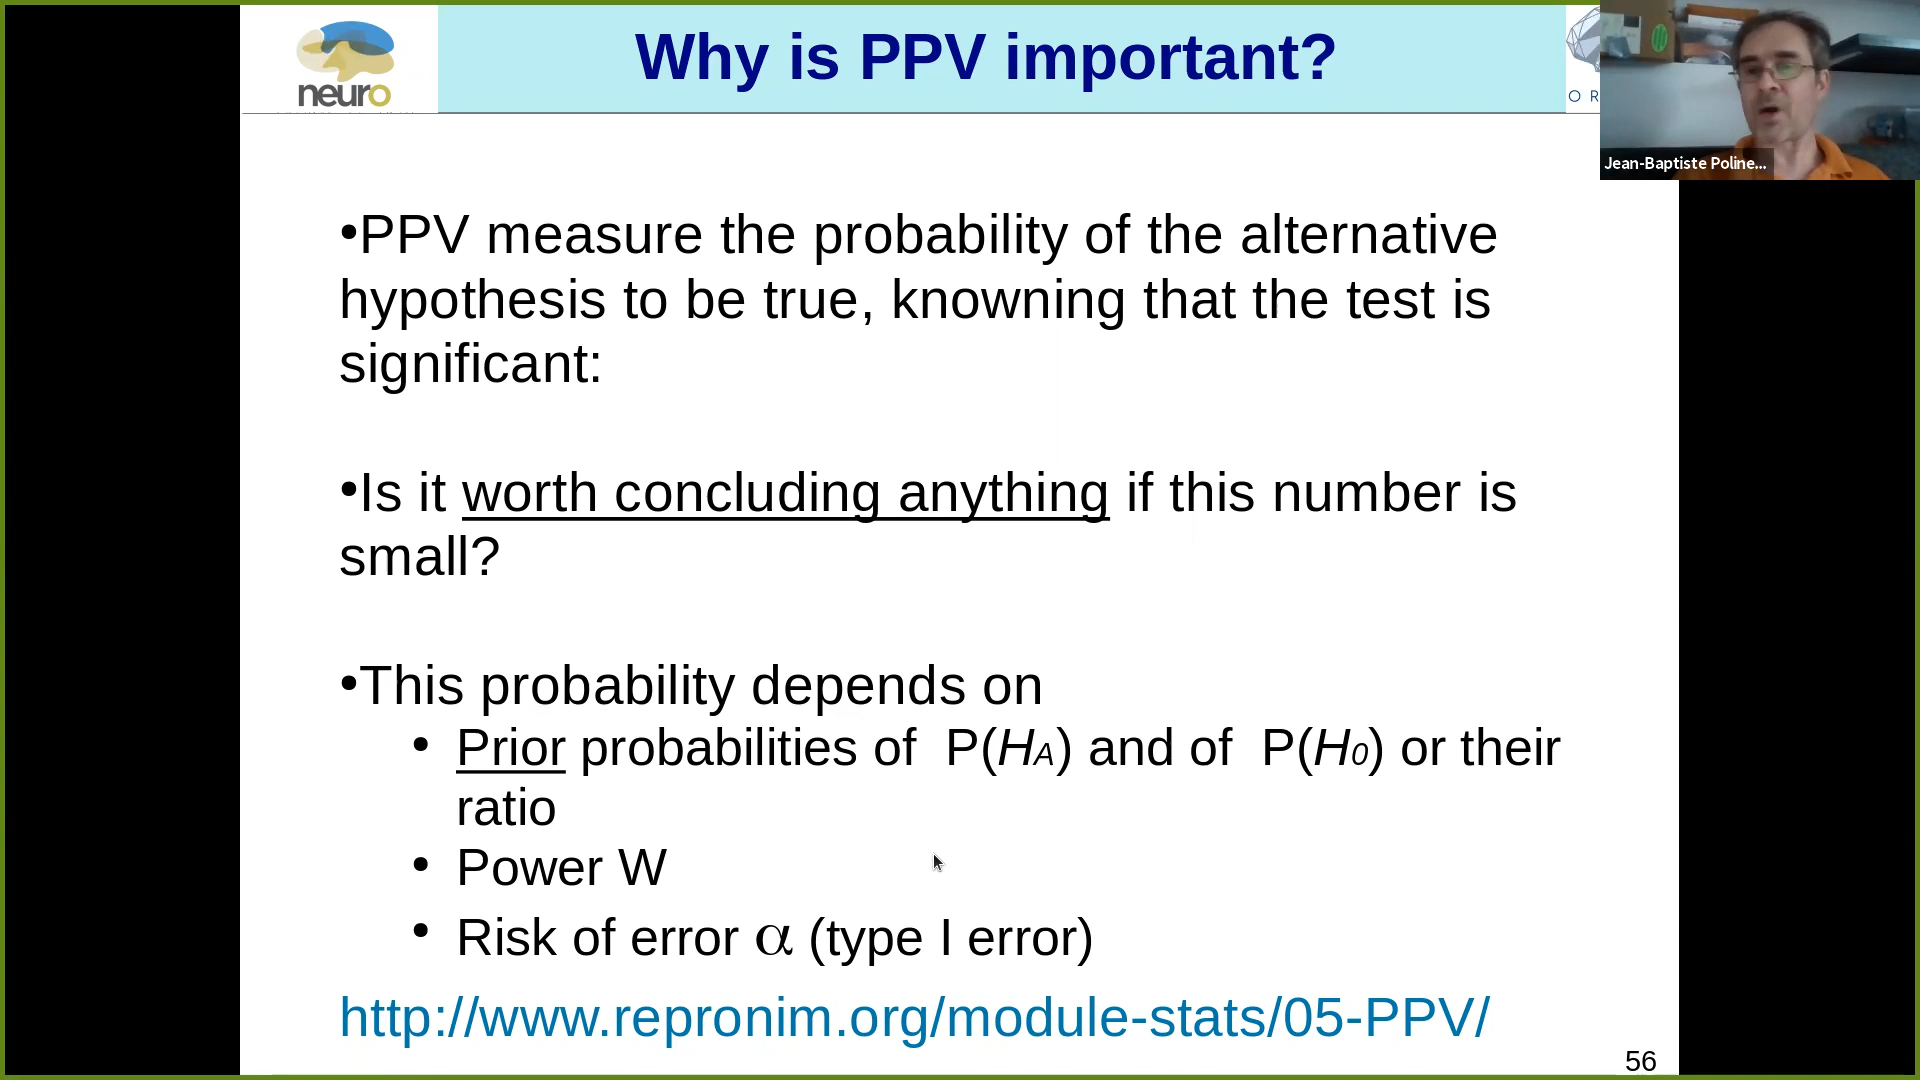 neuro
Why is PPV important?
O R
Jean-Baptiste Poline...
•PPV measure the probability of the alternative
hypothesis to be true, knowning that the test is
significant:
•Is it worth concluding anything if this number is
small?
•This probability depends on
• Prior probabilities of P(HA) and of P(H0) or their
ratio
• Power W
• Risk of error α (type I error)
http://www.repronim.org/module-stats/05-PPV/
56